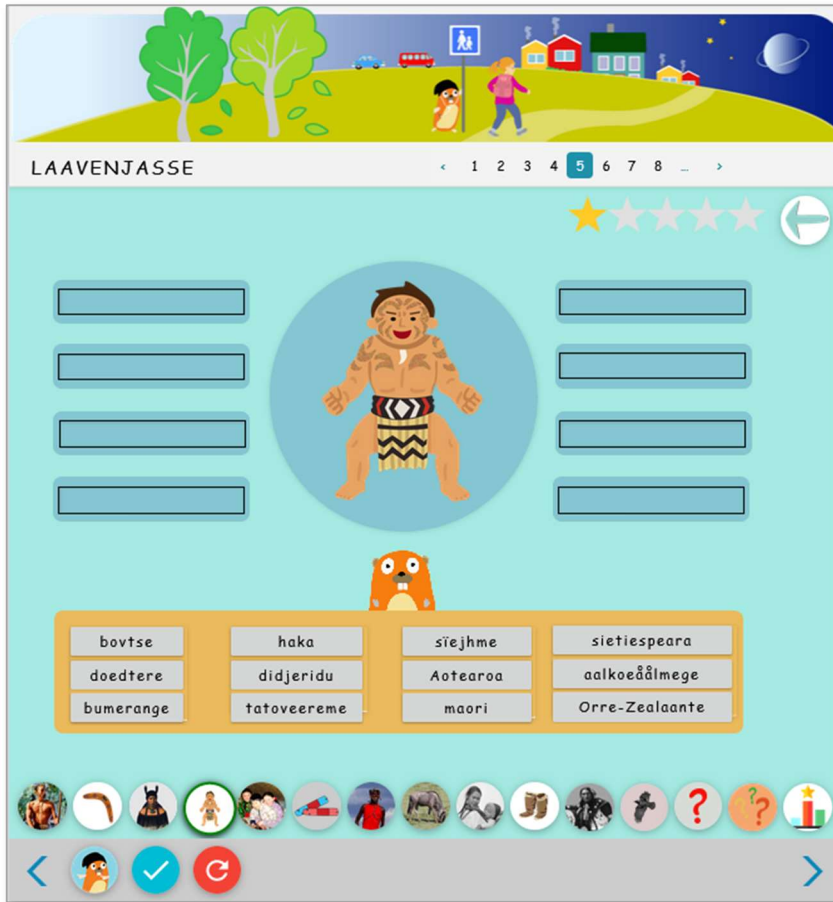 LAAVENJASSE
‹ 1 2 3 4 5 6 7 8 ... ›
bovtse haka sïejhme sietiespeara
doedtere didjeridu Aotearoa aalkoeåålmege
bumerange tatoveereme maori Orre-Zealaante